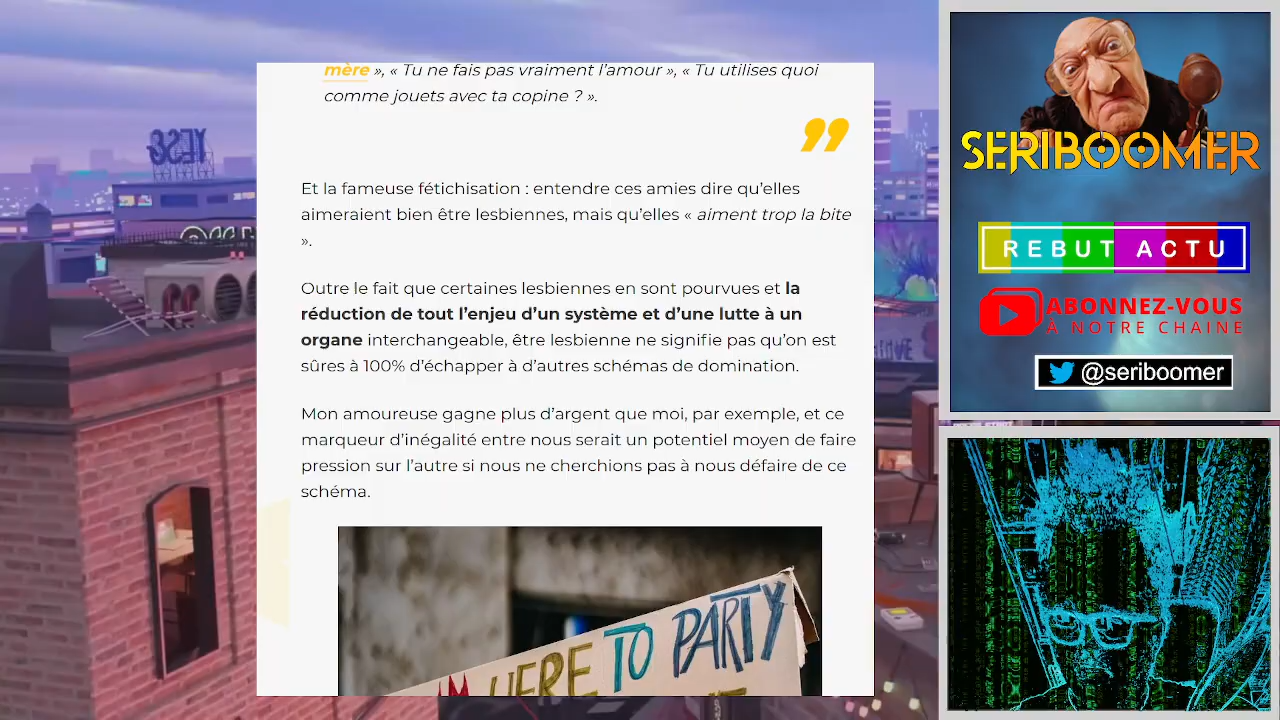 mère », « Tu ne fais pas vraiment l’amour », « Tu utilises quoi
comme jouets avec ta copine ? ».
Et la fameuse fétichisation : entendre ces amies dire qu’elles
aimeraient bien être lesbiennes, mais qu’elles « aiment trop la bite
».
Outre le fait que certaines lesbiennes en sont pourvues et la
réduction de tout l’enjeu d’un système et d’une lutte à un
organe interchangeable, être lesbienne ne signifie pas qu’on est
sûres à 100% d’échapper à d’autres schémas de domination.
Mon amoureuse gagne plus d’argent que moi, par exemple, et ce
marqueur d’inégalité entre nous serait un potentiel moyen de faire
pression sur l’autre si nous ne cherchions pas à nous défaire de ce
schéma.
HERE TO PARTY
SERIBOOMER
REBUT ACTU
ABONNEZ-VOUS
À NOTRE CHAINE
@seriboomer